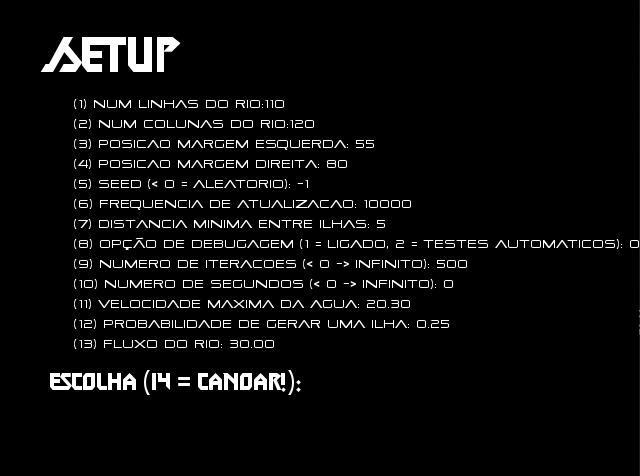 SETUP
(1) NUM LINHAS DO RIO:110
(2) NUM COLUNAS DO RIO:120
(3) POSICAO MARGEM ESQUERDA: 55
(4) POSICAO MARGEM DIREITA: 80
(5) SEED (< 0 = ALEATORIO): -1
(6) FREQUENCIA DE ATUALIZACAO: 10000
(7) DISTANCIA MINIMA ENTRE ILHAS: 5
(8) OPÇÃO DE DEBUGAGEM (1 = LIGADO, 2 = TESTES AUTOMATICOS): 0
(9) NUMERO DE ITERACOES (< 0 -> INFINITO): 500
(10) NUMERO DE SEGUNDOS (< 0 -> INFINITO): 0
(11) VELOCIDADE MAXIMA DA AGUA: 20.30
(12) PROBABILIDADE DE GERAR UMA ILHA: 0.25
(13) FLUXO DO RIO: 30.00
ESCOLHA (14 = CANOAR!):